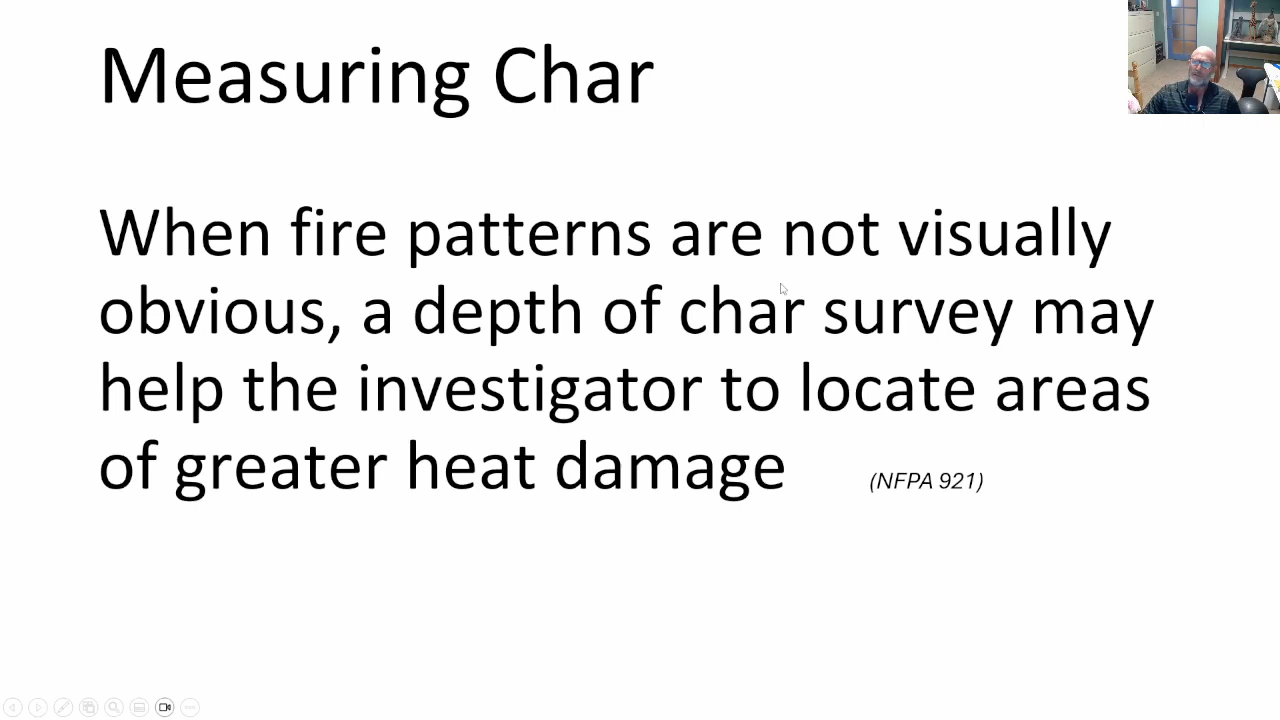 Measuring Char
When fire patterns are not visually
obvious, a depth of char survey may
help the investigator to locate areas
of greater heat damage (NFPA 921)